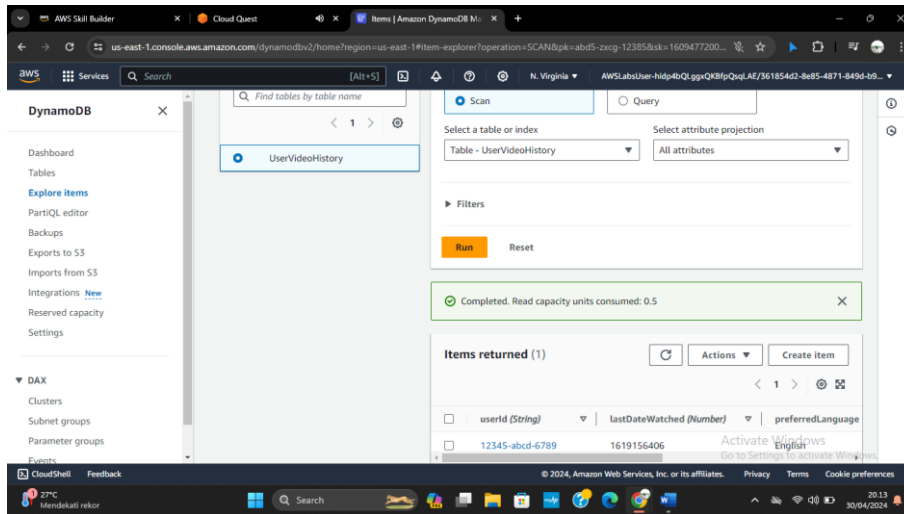 AWS Skill Builder
Cloud Quest
Items | Amazon DynamoDB Ma
us-east-1.console.aws.amazon.com/dynamodbv2/home?region=us-east-1#item-explorer?operation=SCAN&pk=abd5-zxcg-12385&sk=1609477200...
aws
Services
Search
[Alt+S]
N. Virginia
AWSLabsUser-hidp4bQLggxQKBfpQsqLAE/361854d2-8e85-4871-849d-b9...
DynamoDB
Dashboard
Tables
Explore items
PartiQL editor
Backups
Exports to S3
Imports from S3
Integrations New
Reserved capacity
Settings
DAX
Clusters
Subnet groups
Parameter groups
Events
Find tables by table name
1
UserVideoHistory
Scan
Query
Select a table or index
Select attribute projection
Table - UserVideoHistory
All attributes
Filters
Run
Reset
Completed. Read capacity units consumed: 0.5
Items returned (1)
Actions
Create item
1
userId (String)
lastDateWatched (Number)
preferredLanguage
12345-abcd-6789
1619156406
English
Activate Windows
Go to Settings to activate Windows.
CloudShell
Feedback
© 2024, Amazon Web Services, Inc. or its affiliates.
Privacy
Terms
Cookie preferences
27°C
Mendekati rekor
Search
20.13
30/04/2024